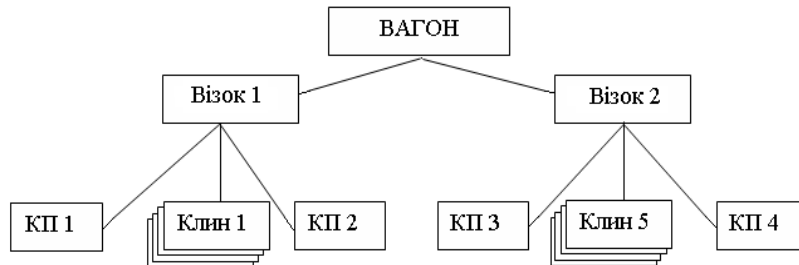 ВАГОН
Візок 1
Візок 2
КП 1
Клин 1
КП 2
КП 3
Клин 5
КП 4